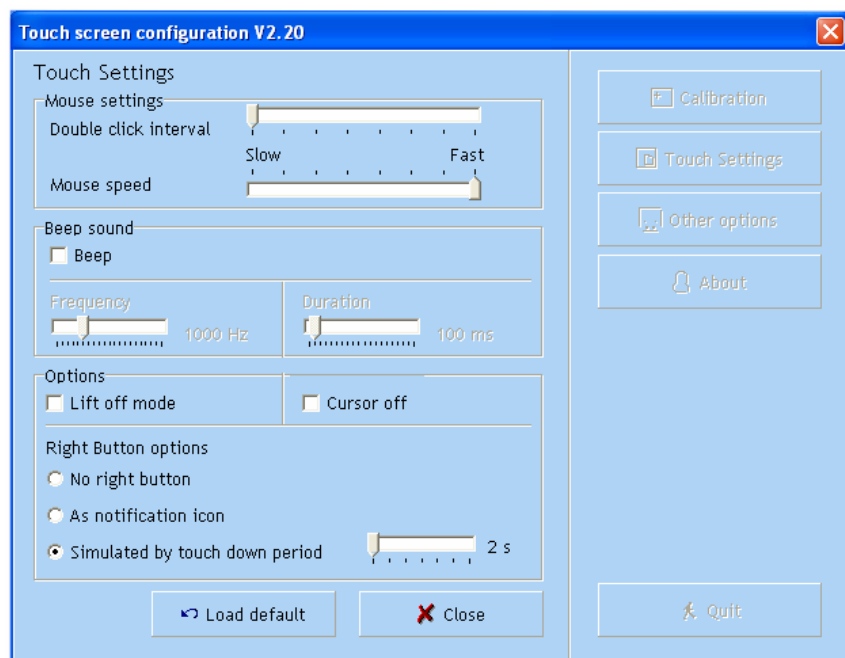 Touch screen configuration V2.20
Touch Settings
Mouse settings
Double click interval
Slow Fast
Mouse speed
Beep sound
Beep
Frequency
1000 Hz
Duration
100 ms
Options
Lift off mode
Cursor off
Right Button options
No right button
As notification icon
Simulated by touch down period
2 s
Load default
Close
Calibration
Touch Settings
Other options
About
Quit